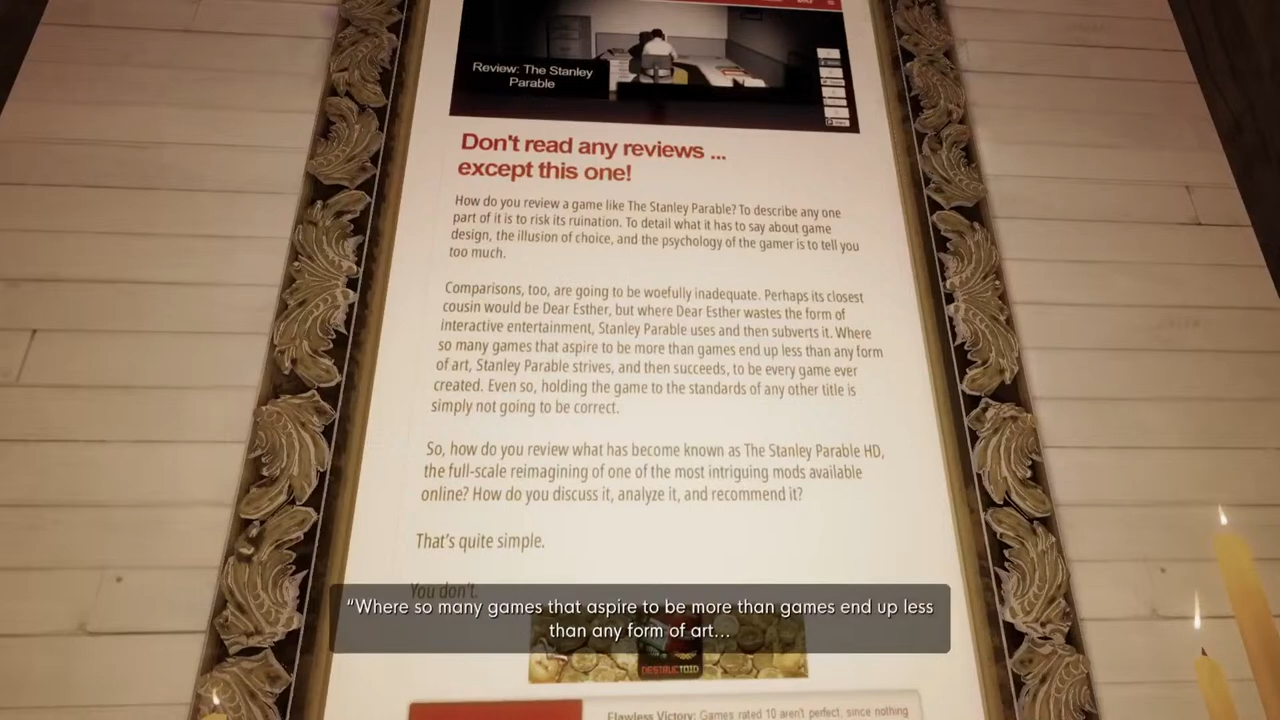 Review: The Stanley
Parable
Don't read any reviews ...
except this one!
How do you review a game like The Stanley Parable? To describe any one
part of it is to risk its ruination. To detail what it has to say about game
design, the illusion of choice, and the psychology of the gamer is to tell you
too much.
Comparisons, too, are going to be woefully inadequate. Perhaps its closest
cousin would be Dear Esther, but where Dear Esther wastes the form of
interactive entertainment, Stanley Parable uses and then subverts it. Where
so many games that aspire to be more than games end up less than any form
of art, Stanley Parable strives, and then succeeds, to be every game ever
created. Even so, holding the game to the standards of any other title is
simply not going to be correct.
So, how do you review what has become known as The Stanley Parable HD,
the full-scale reimagining of one of the most intriguing mods available
online? How do you discuss it, analyze it, and recommend it?
That's quite simple.
You don't.
“Where so many games that aspire to be more than games end up less
than any form of art...
DESTRUCTOID
Flawless Victory: Games rated 10 aren't perfect, since nothing